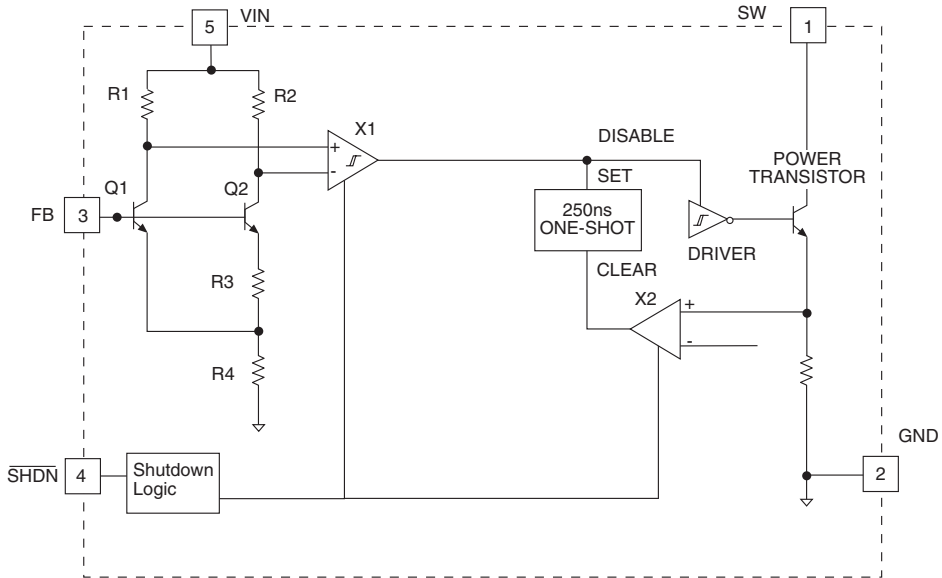 5
VIN
SW
1
R1
R2
X1
+
-
DISABLE
SET
POWER
TRANSISTOR
Q1
Q2
FB
3
250ns
ONE-SHOT
DRIVER
CLEAR
R3
X2
+
-
R4
GND
2
SHDN
4
Shutdown
Logic